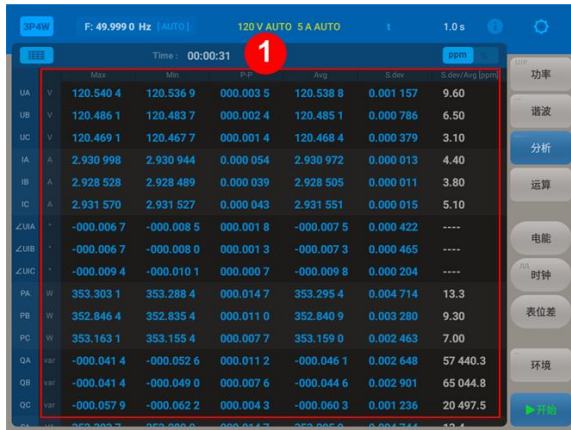 3P4W F: 49.999 0 Hz [AUTO] 120 V AUTO 5 A AUTO t 1.0 s
Time : 00:00:31 1 ppm %
Max Min P-P Avg S.dev S.dev/Avg [ppm]
UA V 120.540 4 120.536 9 000.003 5 120.538 8 0.001 157 9.60
UB V 120.486 1 120.483 7 000.002 4 120.485 1 0.000 786 6.50
UC V 120.469 1 120.467 7 000.001 4 120.468 4 0.000 379 3.10
IA A 2.930 998 2.930 944 0.000 054 2.930 972 0.000 013 4.40
IB A 2.928 528 2.928 489 0.000 039 2.928 505 0.000 011 3.80
IC A 2.931 570 2.931 527 0.000 043 2.931 551 0.000 015 5.10
∠UIA ° -000.006 7 -000.008 5 000.001 8 -000.007 5 0.000 422 ----
∠UIB ° -000.006 7 -000.008 0 000.001 3 -000.007 3 0.000 465 ----
∠UIC ° -000.009 4 -000.010 1 000.000 7 -000.009 8 0.000 204 ----
PA W 353.303 1 353.288 4 000.014 7 353.295 4 0.004 714 13.3
PB W 352.846 4 352.835 4 000.011 0 352.840 9 0.003 280 9.30
PC W 353.163 1 353.155 4 000.007 7 353.159 0 0.002 463 7.00
QA var -000.041 4 -000.052 6 000.011 2 -000.046 1 0.002 648 57 440.3
QB var -000.041 4 -000.049 0 000.007 6 -000.044 6 0.002 901 65 044.8
QC var -000.057 9 -000.062 2 000.004 3 -000.060 3 0.001 236 20 497.5
UIP
功率
谐波
分析
运算
电能
时钟
表位差
环境
▶开始